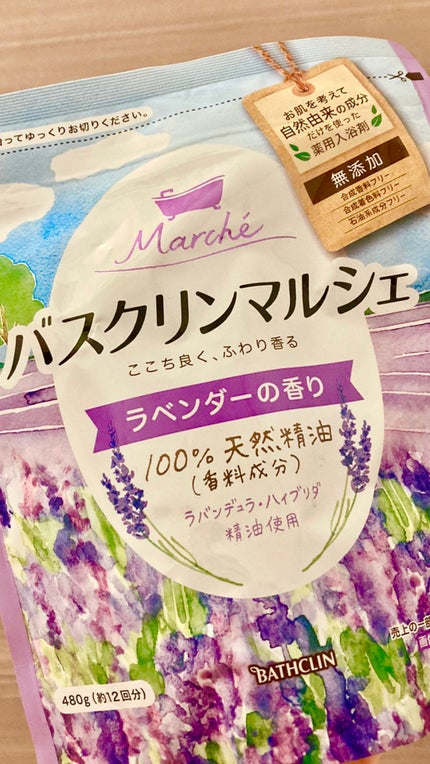 ってゆっくりお切りください。
お肌を考えて
自然由来の成分
だけを使った
薬用入浴剤
無添加
合成香料フリー
合成着色料フリー
石油系成分フリー
Marché
バスクリンマルシェ
ここち良く、ふわり香る
ラベンダーの香り
100% 天然精油
(香料成分)
ラバンデュラ・ハイブリダ
精油使用
売上の一部
BATHCLIN
480g(約12回分)